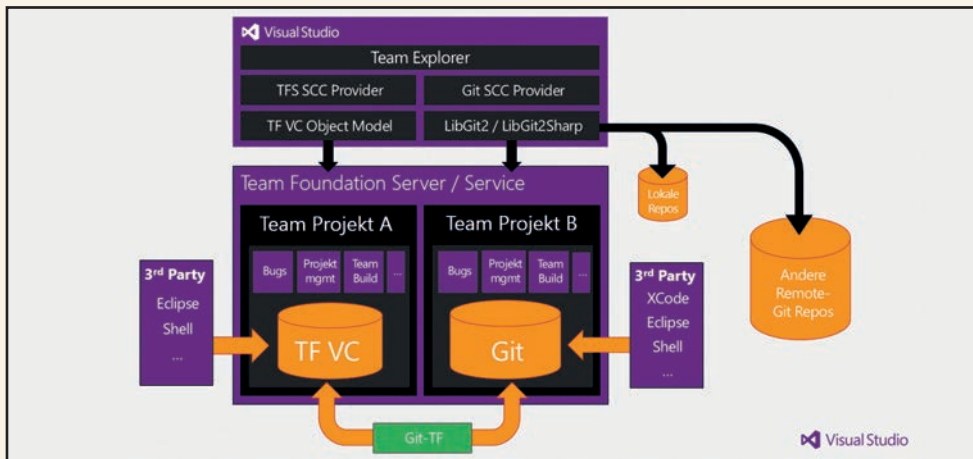 Visual Studio
Team Explorer
TFS SCC Provider
Git SCC Provider
TF VC Object Model
LibGit2 / LibGit2Sharp
Team Foundation Server / Service
Team Projekt A
Bugs
Projekt
mgmt
Team
Build
...
TF VC
Team Projekt B
Bugs
Projekt
mgmt
Team
Build
...
Git
Lokale
Repos
Andere
Remote-
Git Repos
3rd Party
Eclipse
Shell
...
3rd Party
XCode
Eclipse
Shell
...
Git-TF
Visual Studio